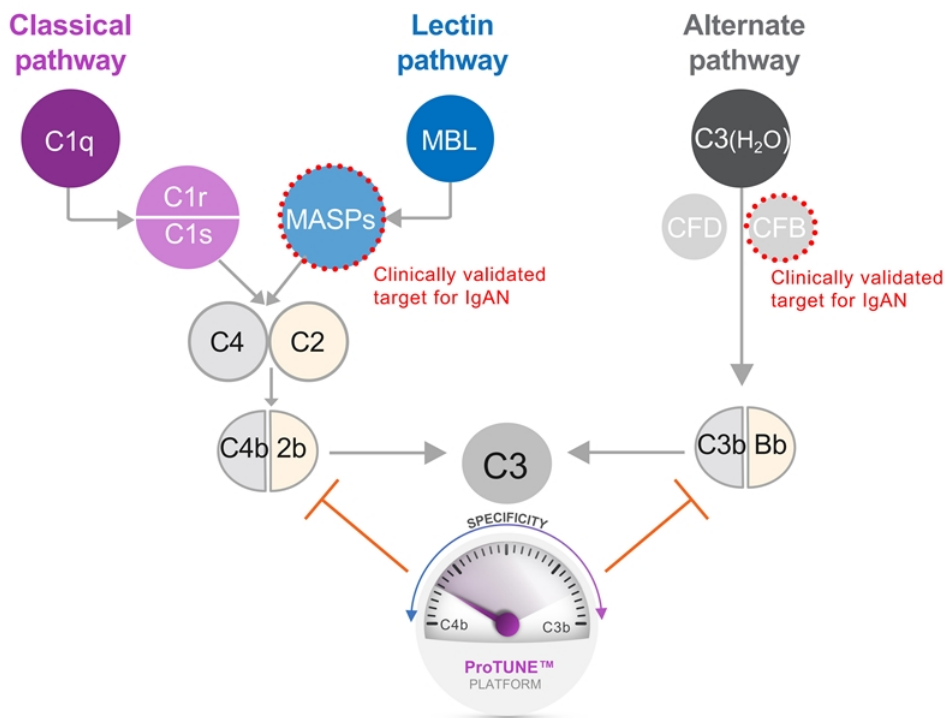 Classical
pathway
Lectin
pathway
Alternate
pathway
C1q
MBL
C3(H₂O)
C1r
C1s
MASPs
CFD
CFB
Clinically validated
target for IgAN
Clinically validated
target for IgAN
C4
C2
C4b
2b
C3
C3b
Bb
SPECIFICITY
C4b
C3b
ProTUNE™
PLATFORM